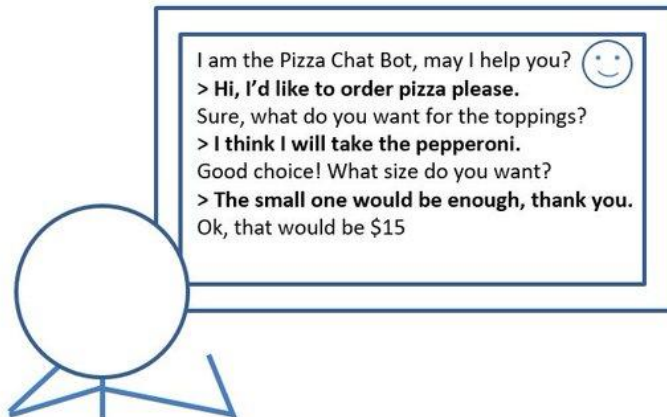 I am the Pizza Chat Bot, may I help you?
> Hi, I'd like to order pizza please.
Sure, what do you want for the toppings?
> I think I will take the pepperoni.
Good choice! What size do you want?
> The small one would be enough, thank you.
Ok, that would be $15